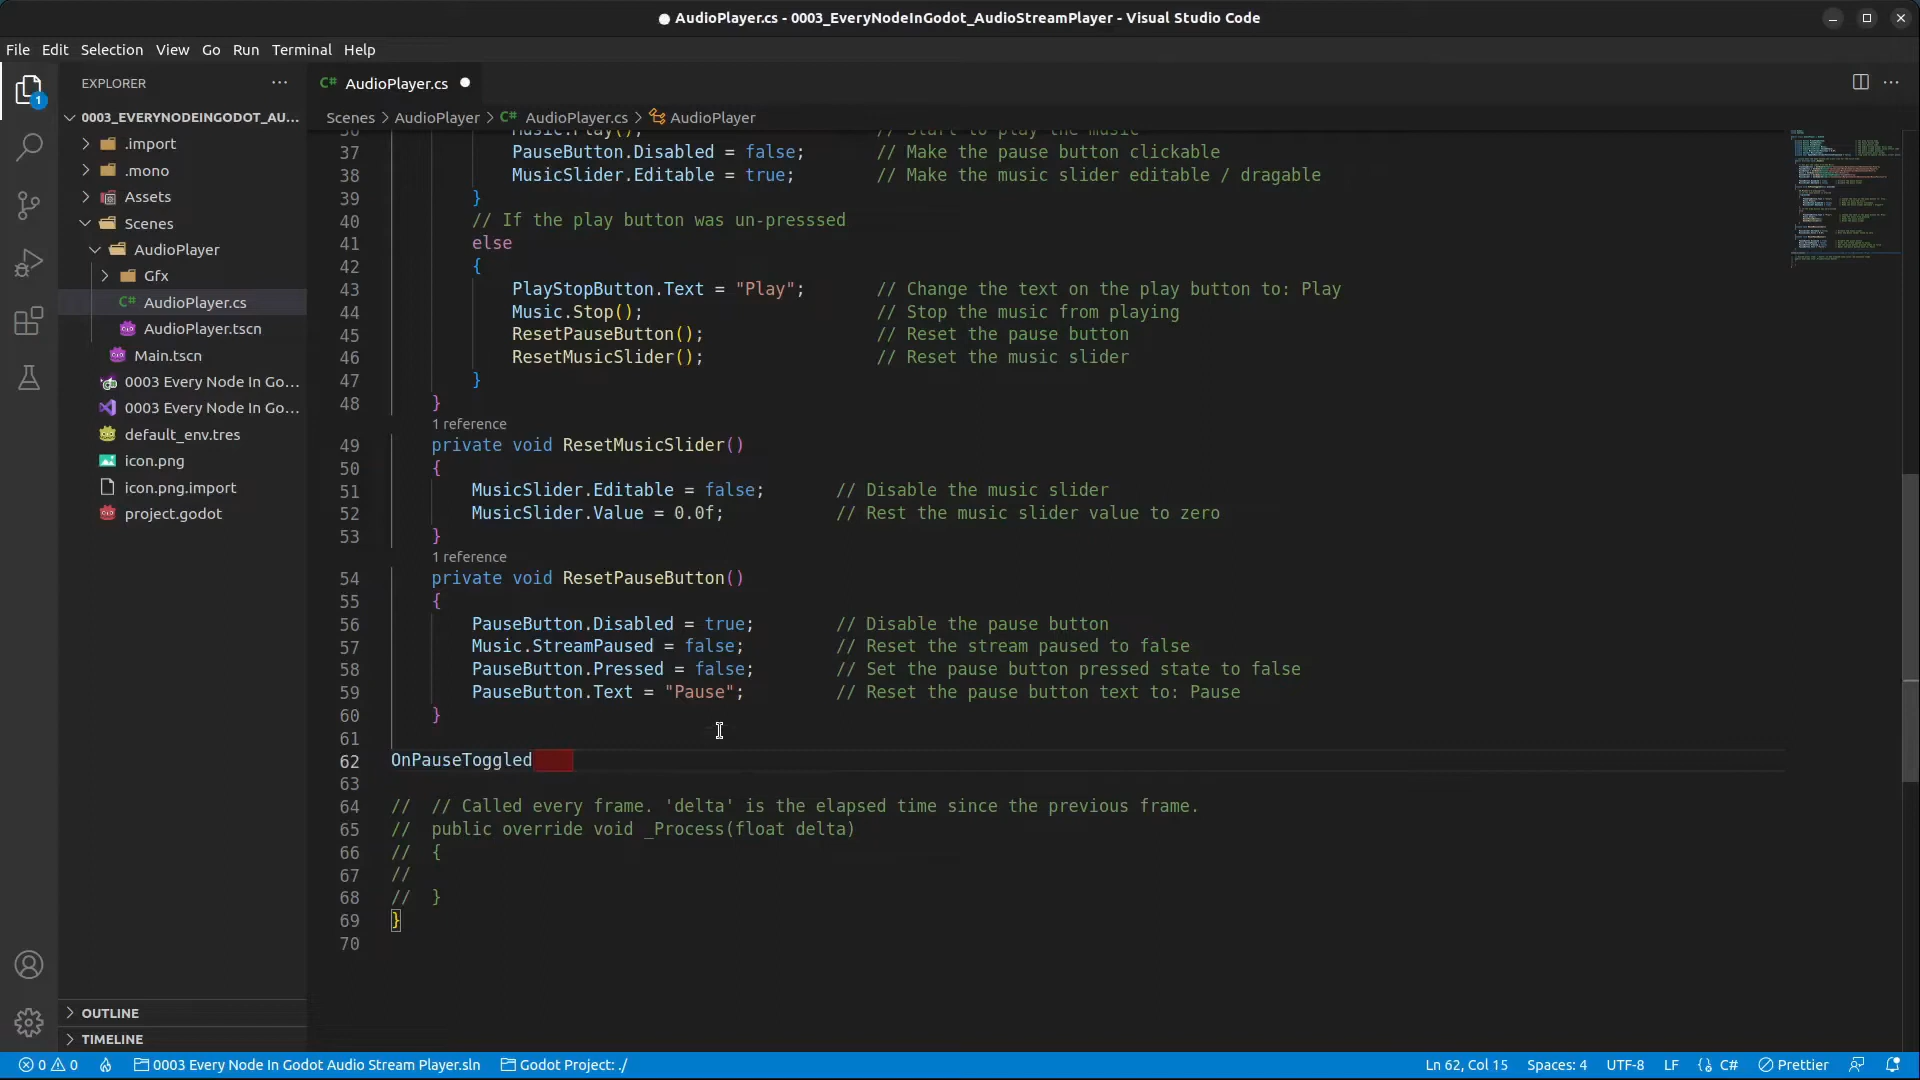 AudioPlayer.cs - 0003_EveryNodeInGodot_AudioStreamPlayer - Visual Studio Code
File Edit Selection View Go Run Terminal Help
EXPLORER
0003_EVERYNODEINGODOT_AU...
.import
.mono
Assets
Scenes
AudioPlayer
Gfx
AudioPlayer.cs
AudioPlayer.tscn
Main.tscn
0003 Every Node In Go...
0003 Every Node In Go...
default_env.tres
icon.png
icon.png.import
project.godot
OUTLINE
TIMELINE
1
C# AudioPlayer.cs
Scenes > AudioPlayer > C# AudioPlayer.cs > AudioPlayer
36 Music.Play(); // Start to play the music
37 PauseButton.Disabled = false; // Make the pause button clickable
38 MusicSlider.Editable = true; // Make the music slider editable / dragable
39 }
40 // If the play button was un-presssed
41 else
42 {
43 PlayStopButton.Text = "Play"; // Change the text on the play button to: Play
44 Music.Stop(); // Stop the music from playing
45 ResetPauseButton(); // Reset the pause button
46 ResetMusicSlider(); // Reset the music slider
47 }
48 }
1 reference
49 private void ResetMusicSlider()
50 {
51 MusicSlider.Editable = false; // Disable the music slider
52 MusicSlider.Value = 0.0f; // Rest the music slider value to zero
53 }
1 reference
54 private void ResetPauseButton()
55 {
56 PauseButton.Disabled = true; // Disable the pause button
57 Music.StreamPaused = false; // Reset the stream paused to false
58 PauseButton.Pressed = false; // Set the pause button pressed state to false
59 PauseButton.Text = "Pause"; // Reset the pause button text to: Pause
60 }
61
62 OnPauseToggled
63
64 // // Called every frame. 'delta' is the elapsed time since the previous frame.
65 // public override void _Process(float delta)
66 // {
67 //
68 // }
69 }
70
0 0 0003 Every Node In Godot Audio Stream Player.sln Godot Project: ./ Ln 62, Col 15 Spaces: 4 UTF-8 LF {} C# Prettier